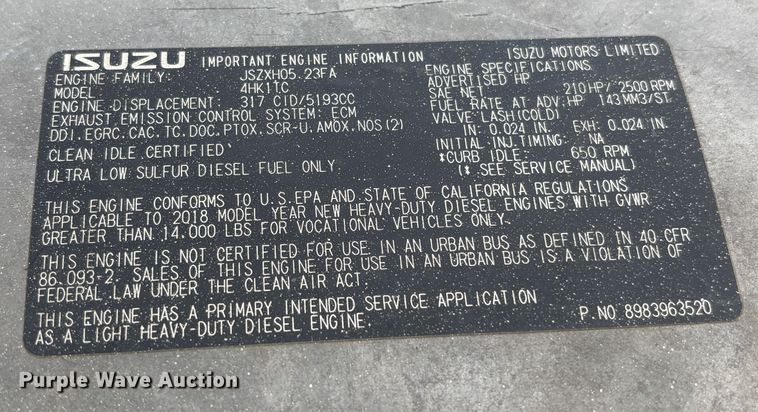 ISUZU IMPORTANT ENGINE INFORMATION ISUZU MOTORS LIMITED
ENGINE FAMILY: JSZXH05.23FA
MODEL 4HK1TC
ENGINE DISPLACEMENT: 317 CID/5193CC
EXHAUST EMISSION CONTROL SYSTEM: ECM
DDI.EGRC.CAC.TC.DOC.PTOX.SCR-U.AMOX.NOS(2)
CLEAN IDLE CERTIFIED
ULTRA LOW SULFUR DIESEL FUEL ONLY
ENGINE SPECIFICATIONS
ADVERTISED HP
SAE NET 210HP/2500RPM
FUEL RATE AT ADV.HP 143MM3/ST.
VALVE LASH(COLD)
IN: 0.024 IN. EXH: 0.024 IN.
INITIAL INJ.TIMING: NA
*CURB IDLE. 650 RPM
(* SEE SERVICE MANUAL)
THIS ENGINE CONFORMS TO U.S.EPA AND STATE OF CALIFORNIA REGULATIONS
APPLICABLE TO 2018 MODEL YEAR NEW HEAVY-DUTY DIESEL ENGINES WITH GVWR
GREATER THAN 14.000 LBS FOR VOCATIONAL VEHICLES ONLY.
THIS ENGINE IS NOT CERTIFIED FOR USE IN AN URBAN BUS AS DEFINED IN 40.CFR
86.093-2. SALES OF THIS ENGINE FOR USE IN AN URBAN BUS IS A VIOLATION OF
FEDERAL LAW UNDER THE CLEAN AIR ACT.
THIS ENGINE HAS A PRIMARY INTENDED SERVICE APPLICATION
AS A LIGHT HEAVY-DUTY DIESEL ENGINE.
P.NO 8983963520
Purple Wave Auction